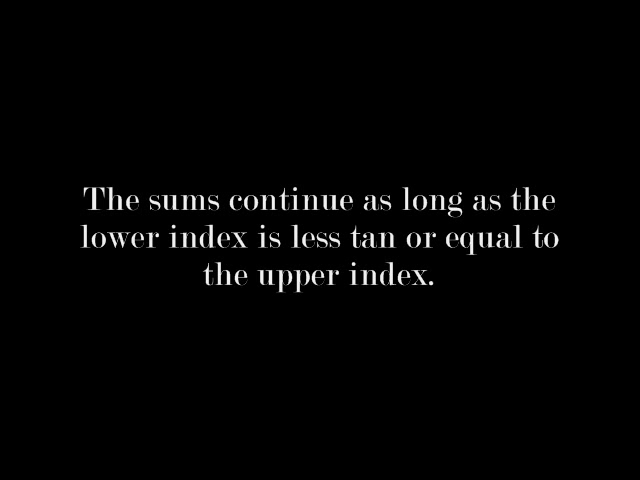 The sums continue as long as the
lower index is less tan or equal to
the upper index.